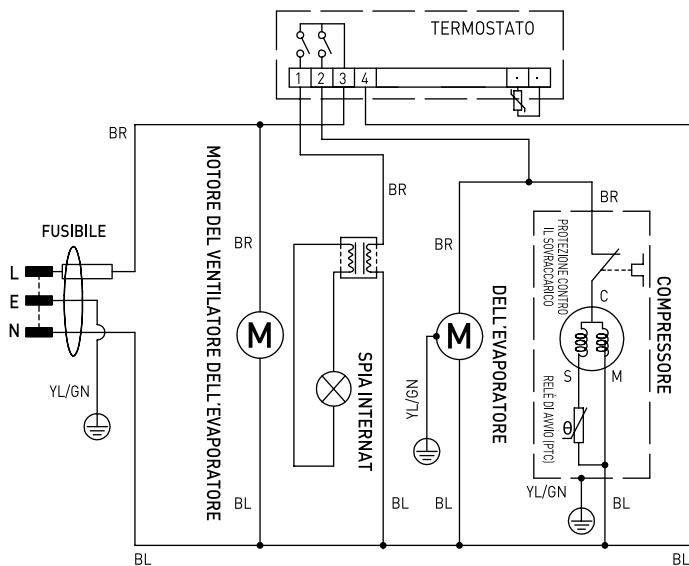 TERMOSTATO
1 2 3 4
BR
MOTORE DEL VENTILATORE DELL'EVAPORATORE
BR
BR
BR
BR
FUSIBILE
L
E
N
M
M
DELL'EVAPORATORE
SPIA INTERNAT
PROTEZIONE CONTRO
IL SOVRACCARICO
COMPRESSORE
C
S
M
RELÈ DI AVVIO (PTC)
θ
YL/GN
YL/GN
YL/GN
BL
BL
BL
BL
BL
BL